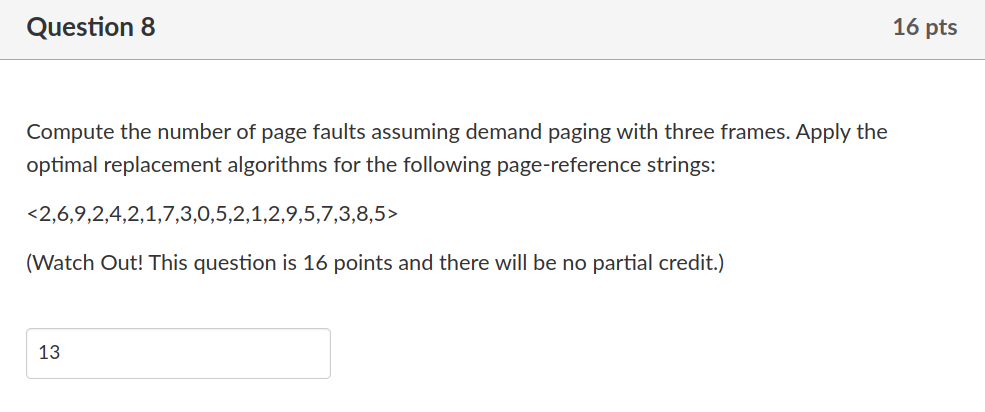 Question 8
16 pts
Compute the number of page faults assuming demand paging with three frames. Apply the
optimal replacement algorithms for the following page-reference strings:
<2,6,9,2,4,2,1,7,3,0,5,2,1,2,9,5,7,3,8,5>
(Watch Out! This question is 16 points and there will be no partial credit.)
13